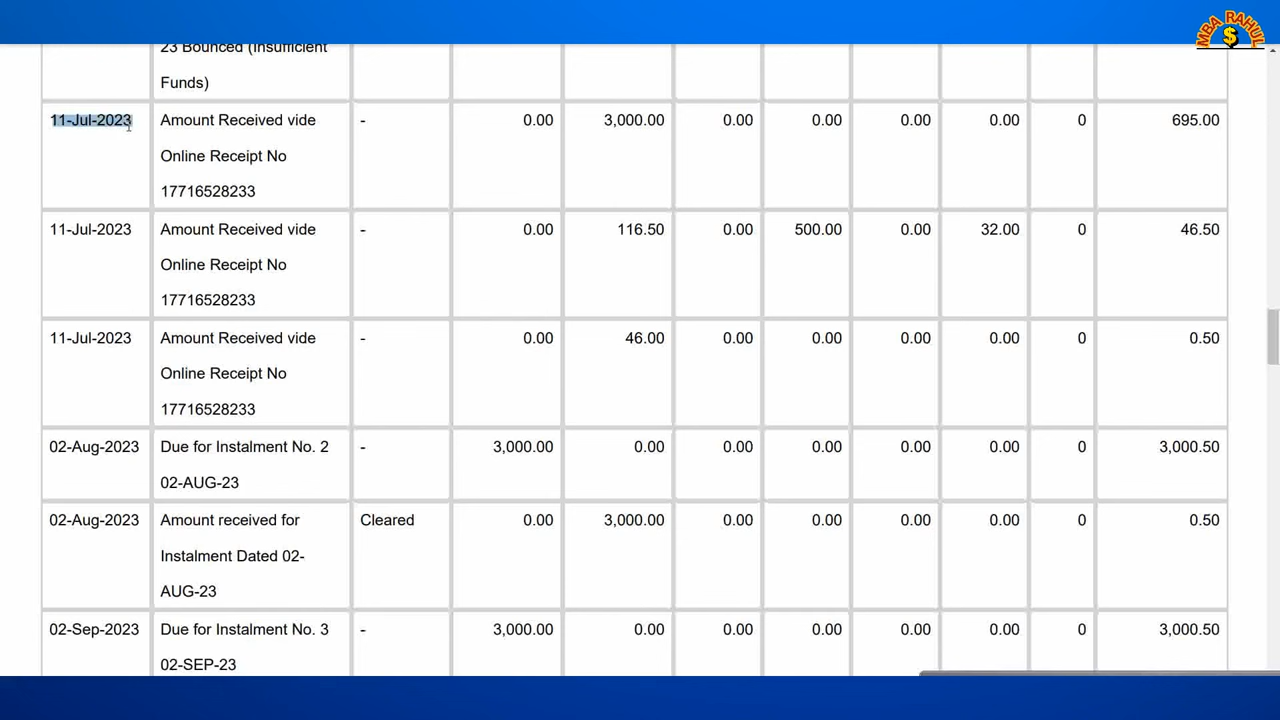 MBA RAHUL
$
23 Bounced (Insufficient
Funds)
11-Jul-2023 Amount Received vide - 0.00 3,000.00 0.00 0.00 0.00 0.00 0 695.00
Online Receipt No
17716528233
11-Jul-2023 Amount Received vide - 0.00 116.50 0.00 500.00 0.00 32.00 0 46.50
Online Receipt No
17716528233
11-Jul-2023 Amount Received vide - 0.00 46.00 0.00 0.00 0.00 0.00 0 0.50
Online Receipt No
17716528233
02-Aug-2023 Due for Instalment No. 2 - 3,000.00 0.00 0.00 0.00 0.00 0.00 0 3,000.50
02-AUG-23
02-Aug-2023 Amount received for Cleared 0.00 3,000.00 0.00 0.00 0.00 0.00 0 0.50
Instalment Dated 02-
AUG-23
02-Sep-2023 Due for Instalment No. 3 - 3,000.00 0.00 0.00 0.00 0.00 0.00 0 3,000.50
02-SEP-23